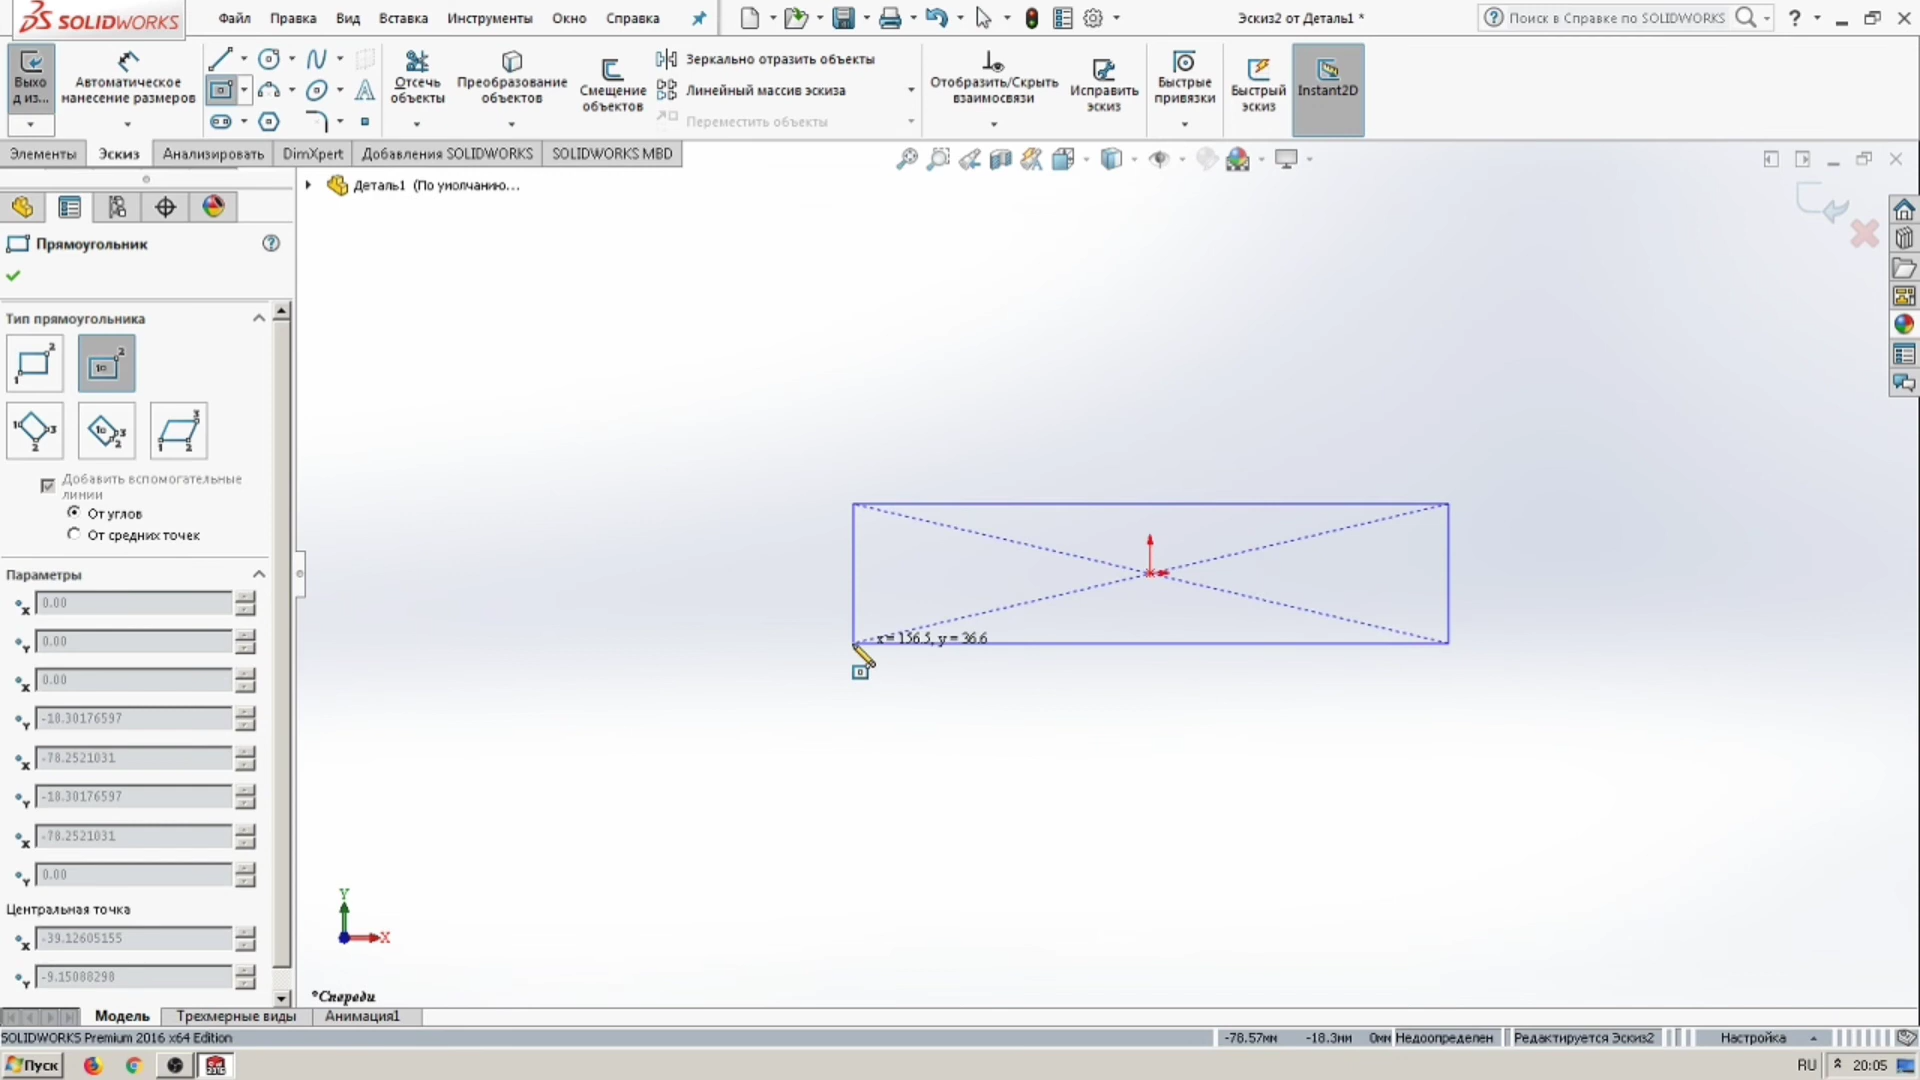 SOLIDWORKS
Файл
Правка
Вид
Вставка
Инструменты
Окно
Справка
Эскиз2 от Деталь1 *
Поиск в Справке по SOLIDWORKS
Выхо
д из...
Автоматическое
нанесение размеров
Отсечь
объекты
Преобразование
объектов
Смещение
объектов
Зеркально отразить объекты
Линейный массив эскиза
Переместить объекты
Отобразить/Скрыть
взаимосвязи
Исправить
эскиз
Быстрые
привязки
Быстрый
эскиз
Instant2D
Элементы
Эскиз
Анализировать
DimXpert
Добавления SOLIDWORKS
SOLIDWORKS MBD
Деталь1 (По умолчанию...
Прямоугольник
Тип прямоугольника
Добавить вспомогательные
линии
От углов
От средних точек
Параметры
0.00
0.00
0.00
-18.30176597
-78.2521031
-18.30176597
-78.2521031
0.00
Центральная точка
-39.12605155
-9.15088298
x = 156.5, y = 36.6
Y
X
*Спереди
Модель
Трехмерные виды
Анимация1
SOLIDWORKS Premium 2016 x64 Edition
-78.57мм
-18.3мм
0мм
Недоопределен
Редактируется Эскиз2
Настройка
Пуск
RU
20:05